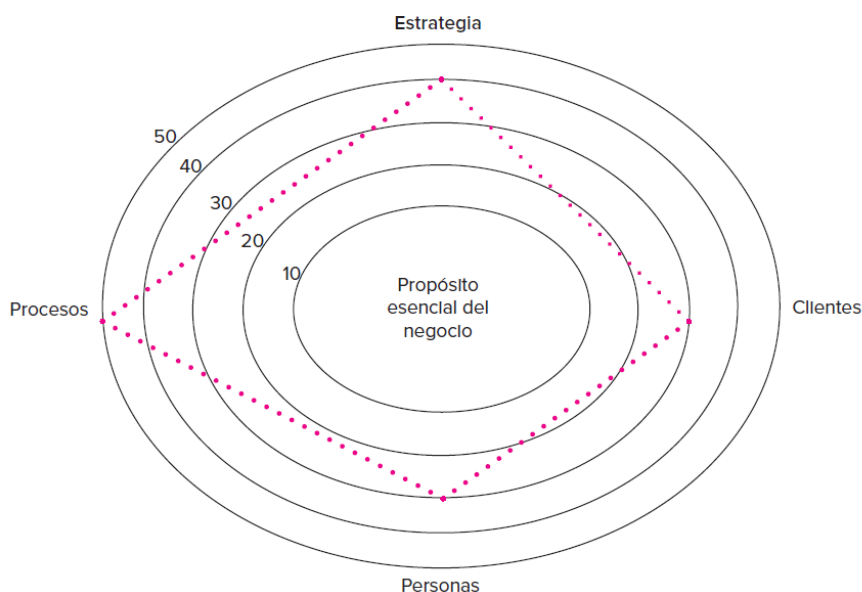 Estrategia
50
40
30
20
10
Propósito
esencial del
negocio
Procesos
Clientes
Personas